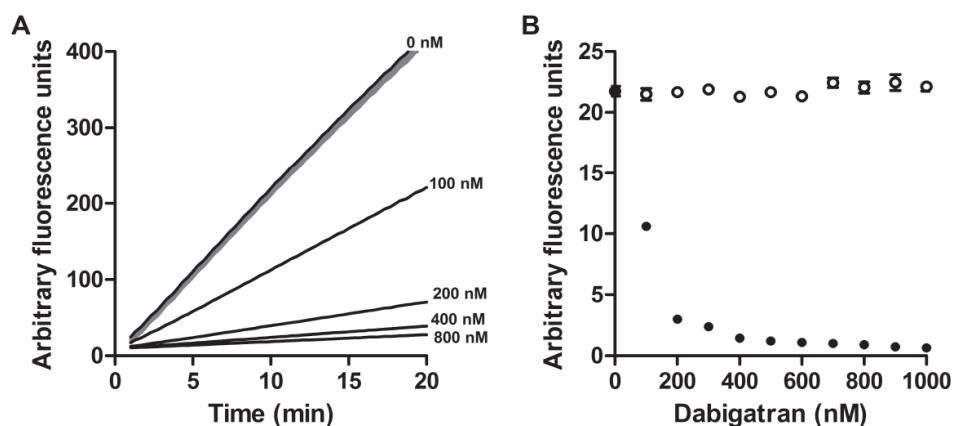 A
Arbitrary fluorescence units
400
300
200
100
0
0 nM
100 nM
200 nM
400 nM
800 nM
0 5 10 15 20
Time (min)
B
Arbitrary fluorescence units
25
20
15
10
5
0
0 200 400 600 800 1000
Dabigatran (nM)